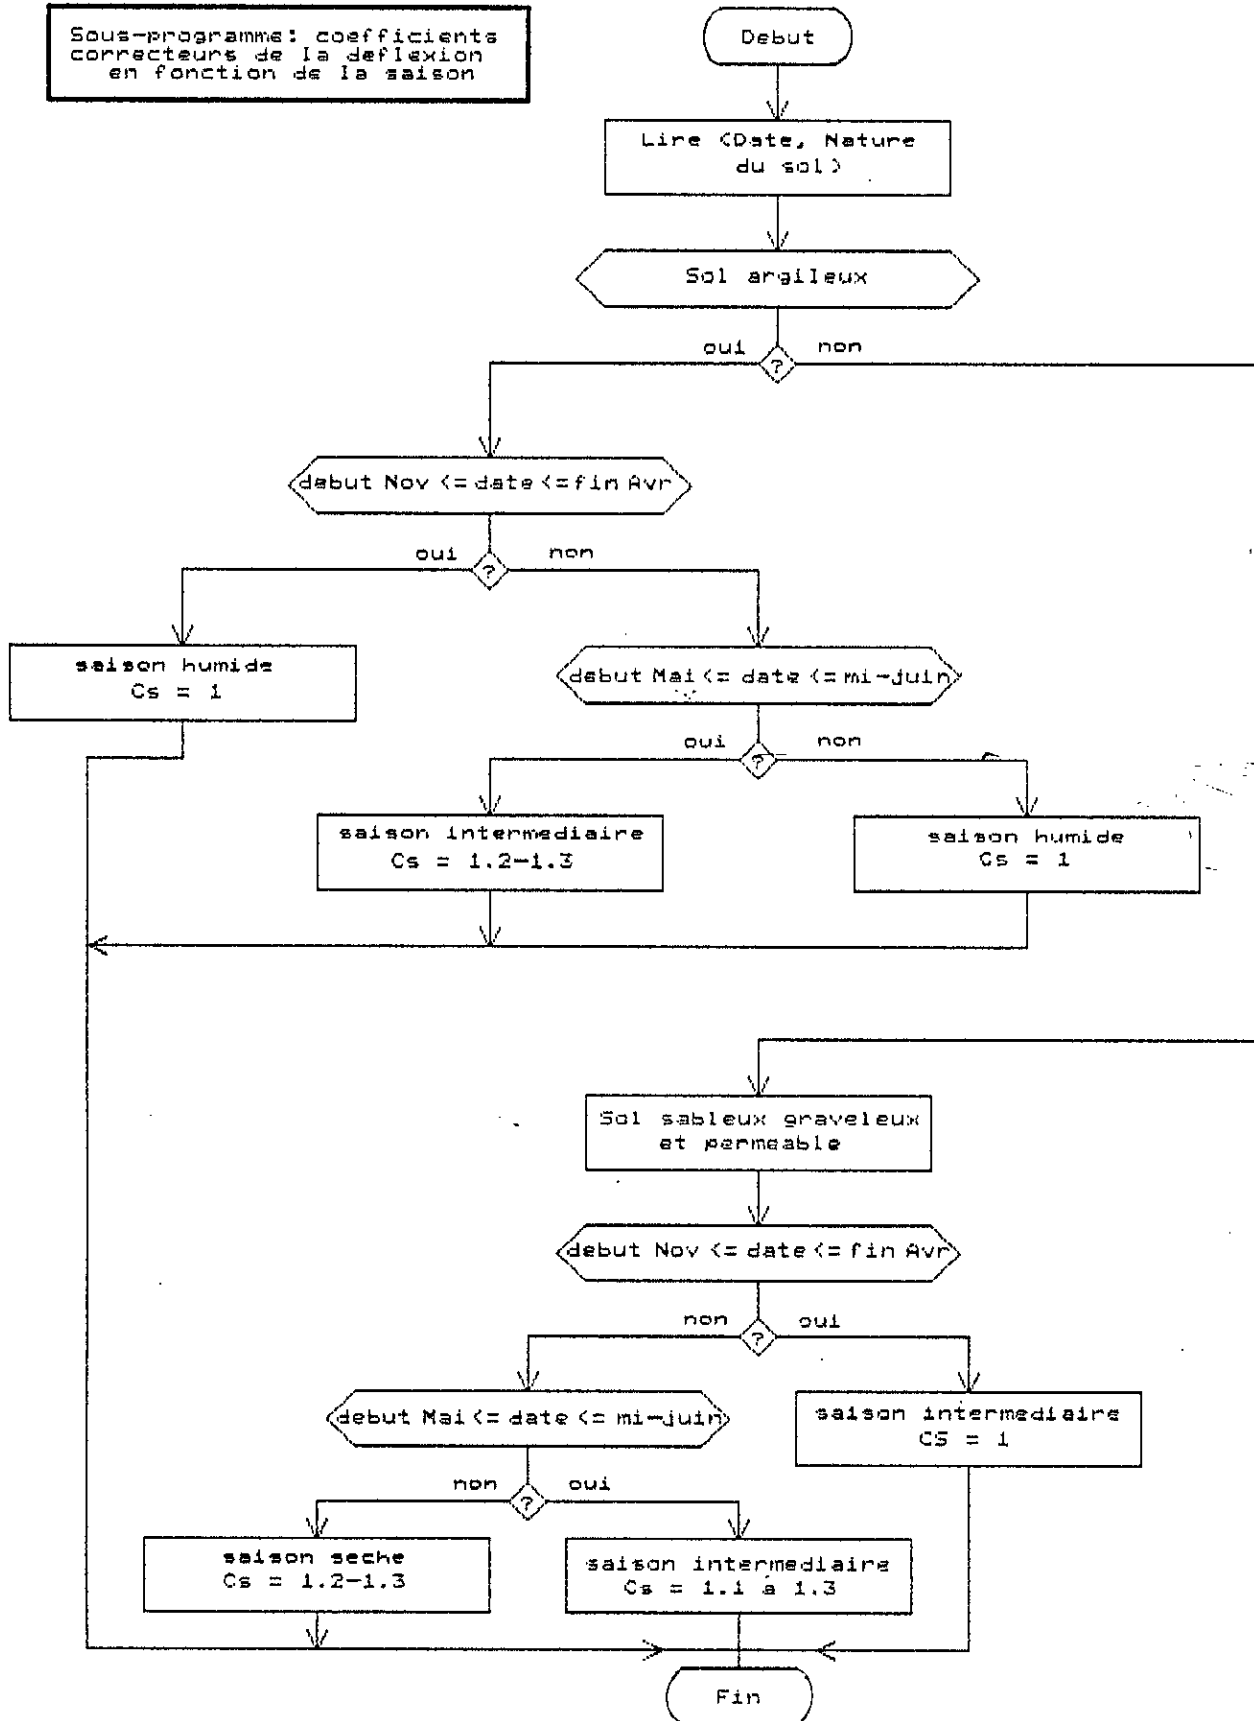 Sous-programme: coefficients
correcteurs de la deflexion
en fonction de la saison
Debut
Lire (Date, Nature
du sol)
Sol argileux
oui
?
non
debut Nov <= date <= fin Avr
oui
?
non
saison humide
Cs = 1
debut Mai <= date <= mi-juin
oui
?
non
saison intermediaire
Cs = 1.2-1.3
saison humide
Cs = 1
Sol sableux graveleux
et permeable
debut Nov <= date <= fin Avr
non
?
oui
debut Mai <= date <= mi-juin
saison intermediaire
CS = 1
non
?
oui
saison seche
Cs = 1.2-1.3
saison intermediaire
Cs = 1.1 a 1.3
Fin